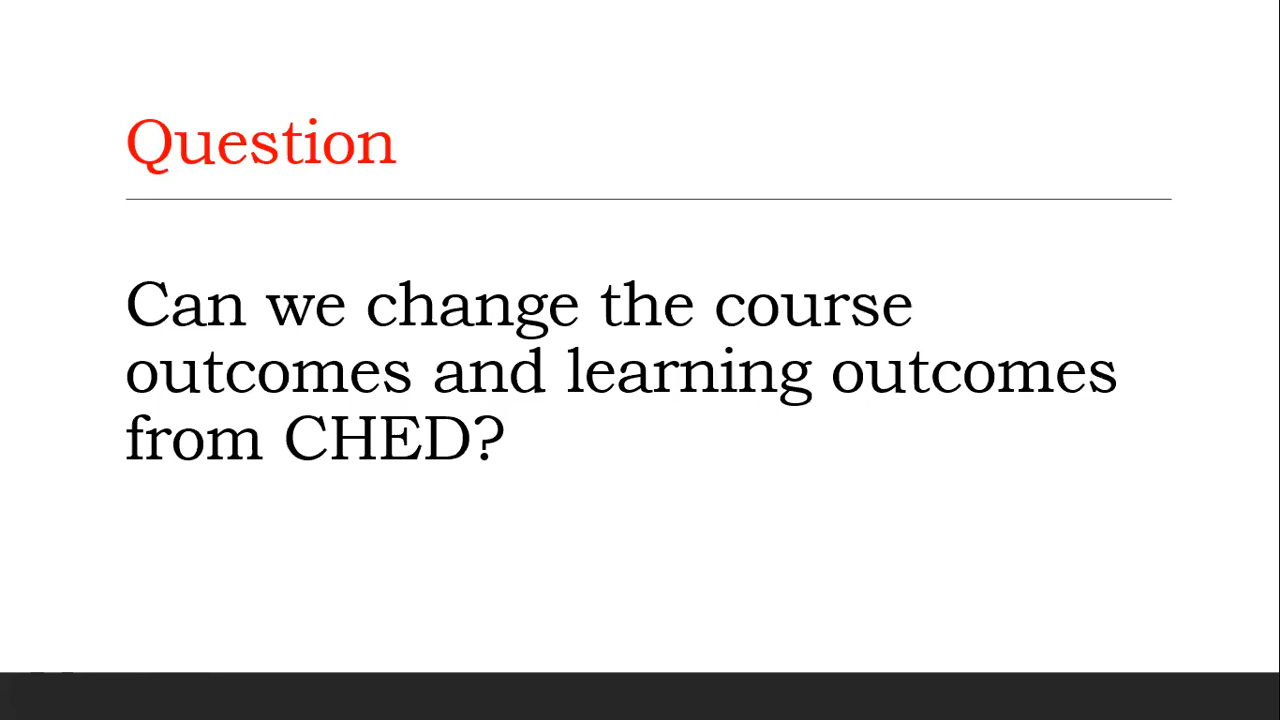 Question
Can we change the course
outcomes and learning outcomes
from CHED?